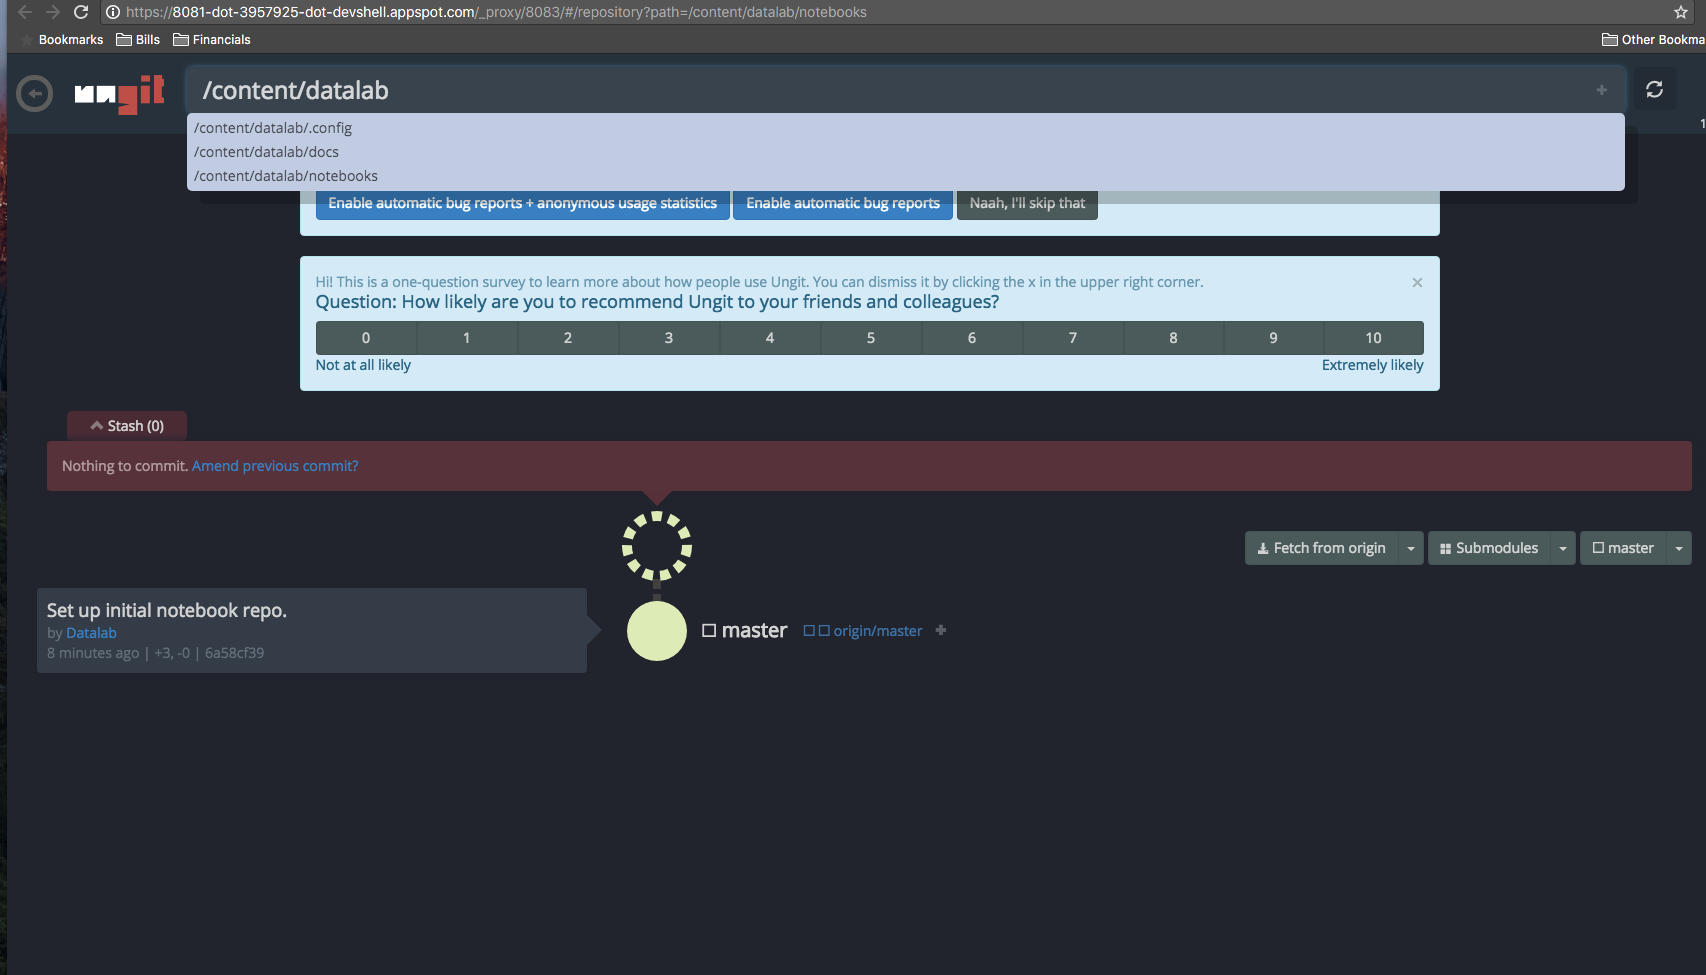 https://8081-dot-3957925-dot-devshell.appspot.com/_proxy/8083/#/repository?path=/content/datalab/notebooks
Bookmarks Bills Financials Other Bookma
ungit /content/datalab +
1
/content/datalab/.config
/content/datalab/docs
/content/datalab/notebooks
Enable automatic bug reports + anonymous usage statistics Enable automatic bug reports Naah, I'll skip that
Hi! This is a one-question survey to learn more about how people use Ungit. You can dismiss it by clicking the x in the upper right corner. ×
Question: How likely are you to recommend Ungit to your friends and colleagues?
0 1 2 3 4 5 6 7 8 9 10
Not at all likely Extremely likely
Stash (0)
Nothing to commit. Amend previous commit?
Fetch from origin Submodules master
Set up initial notebook repo.
by Datalab
8 minutes ago | +3, -0 | 6a58cf39
master origin/master +